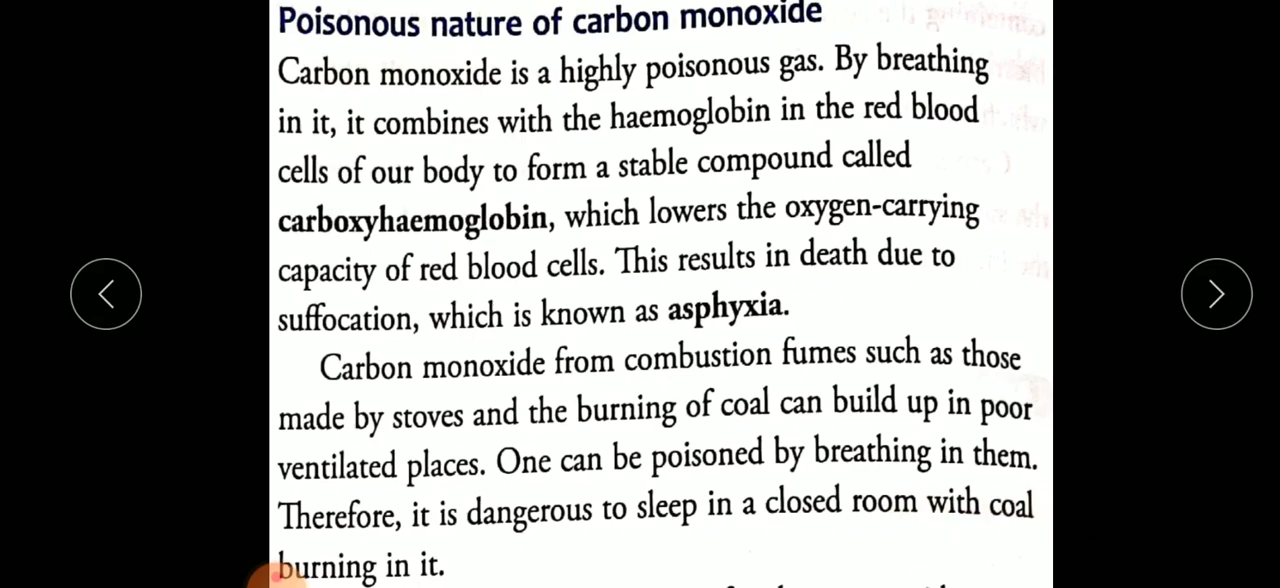 Poisonous nature of carbon monoxide
Carbon monoxide is a highly poisonous gas. By breathing
in it, it combines with the haemoglobin in the red blood
cells of our body to form a stable compound called
carboxyhaemoglobin, which lowers the oxygen-carrying
capacity of red blood cells. This results in death due to
suffocation, which is known as asphyxia.
Carbon monoxide from combustion fumes such as those
made by stoves and the burning of coal can build up in poor
ventilated places. One can be poisoned by breathing in them.
Therefore, it is dangerous to sleep in a closed room with coal
burning in it.